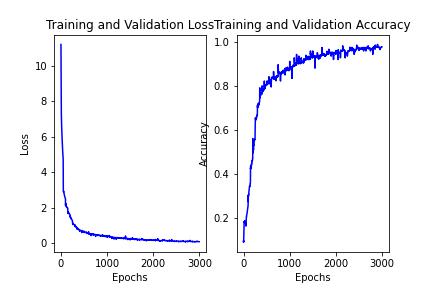 Training and Validation Loss
10
8
6
4
2
0
Loss
0 1000 2000 3000
Epochs
Training and Validation Accuracy
1.0
0.8
0.6
0.4
0.2
Accuracy
0 1000 2000 3000
Epochs